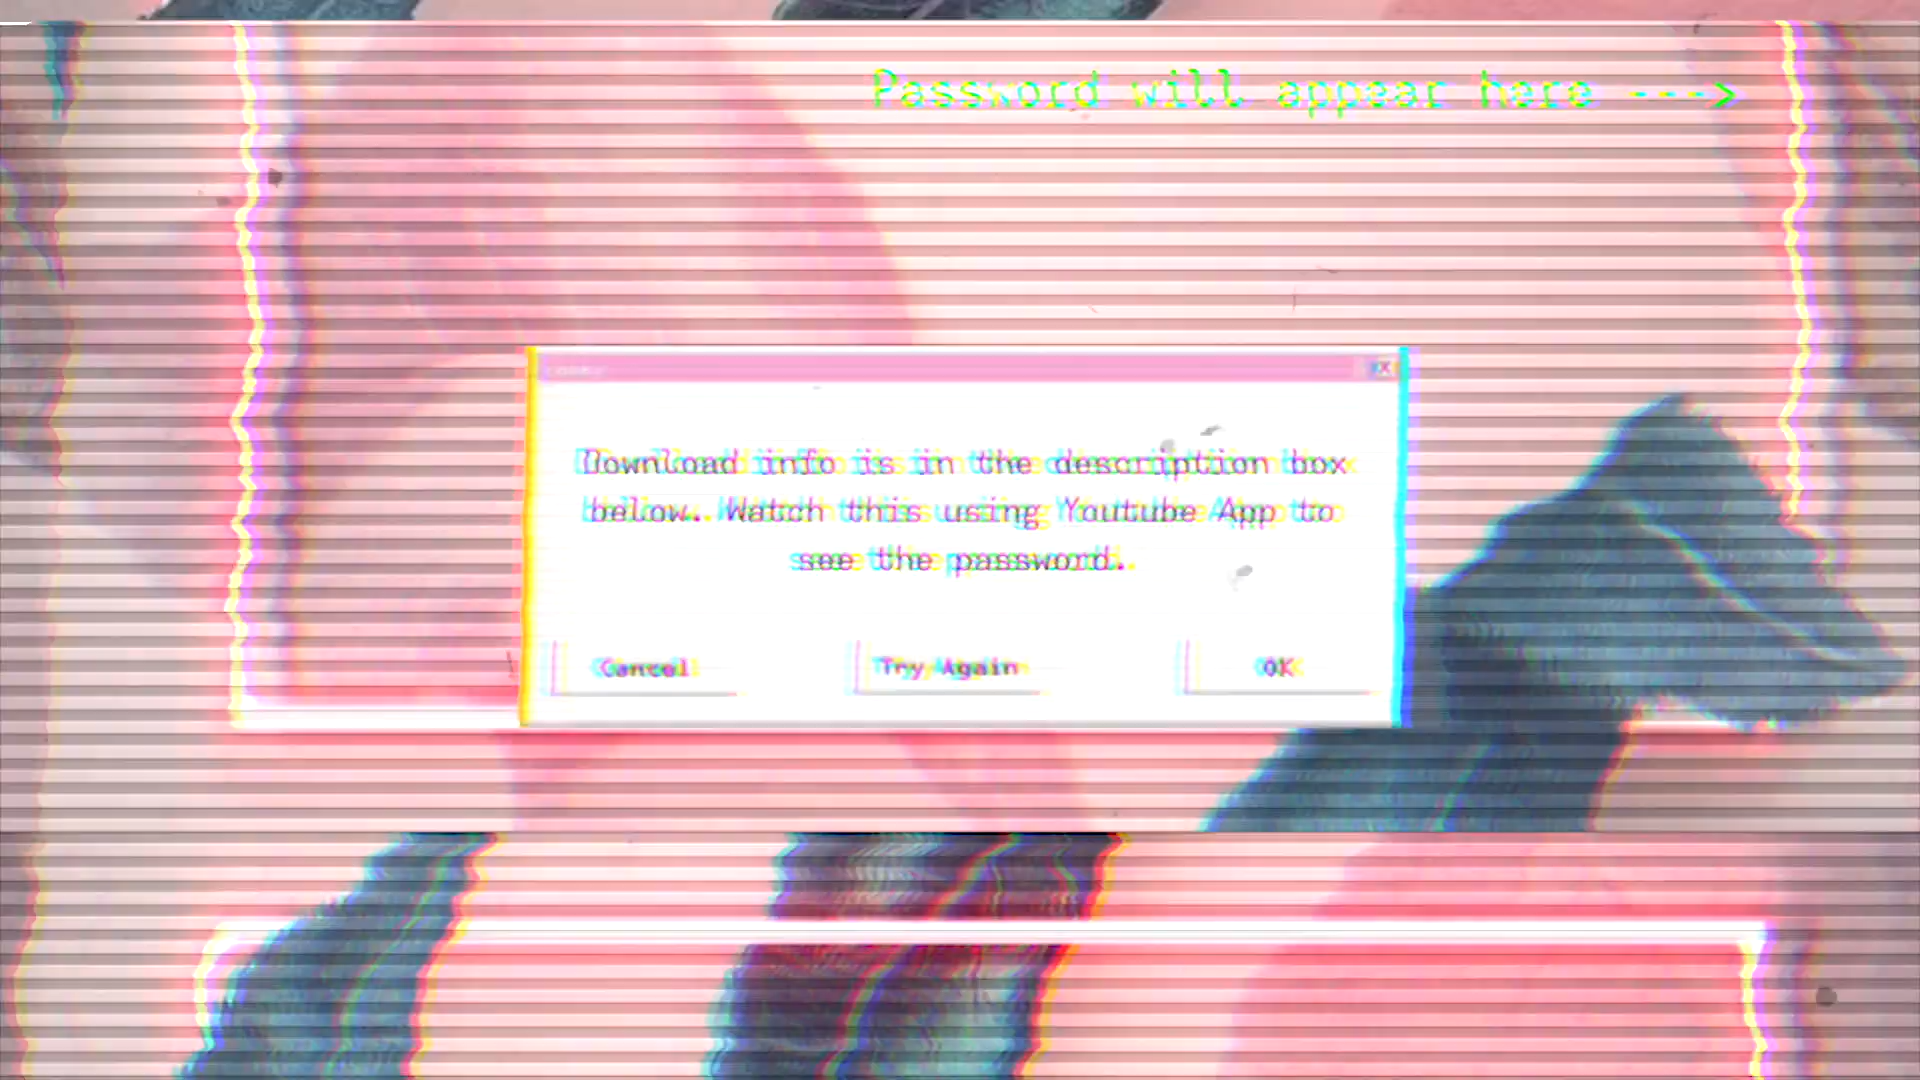 Password will appear here --->
Download info is in the description box
below. Watch this using Youtube App to
see the password.
Cancel Try Again OK